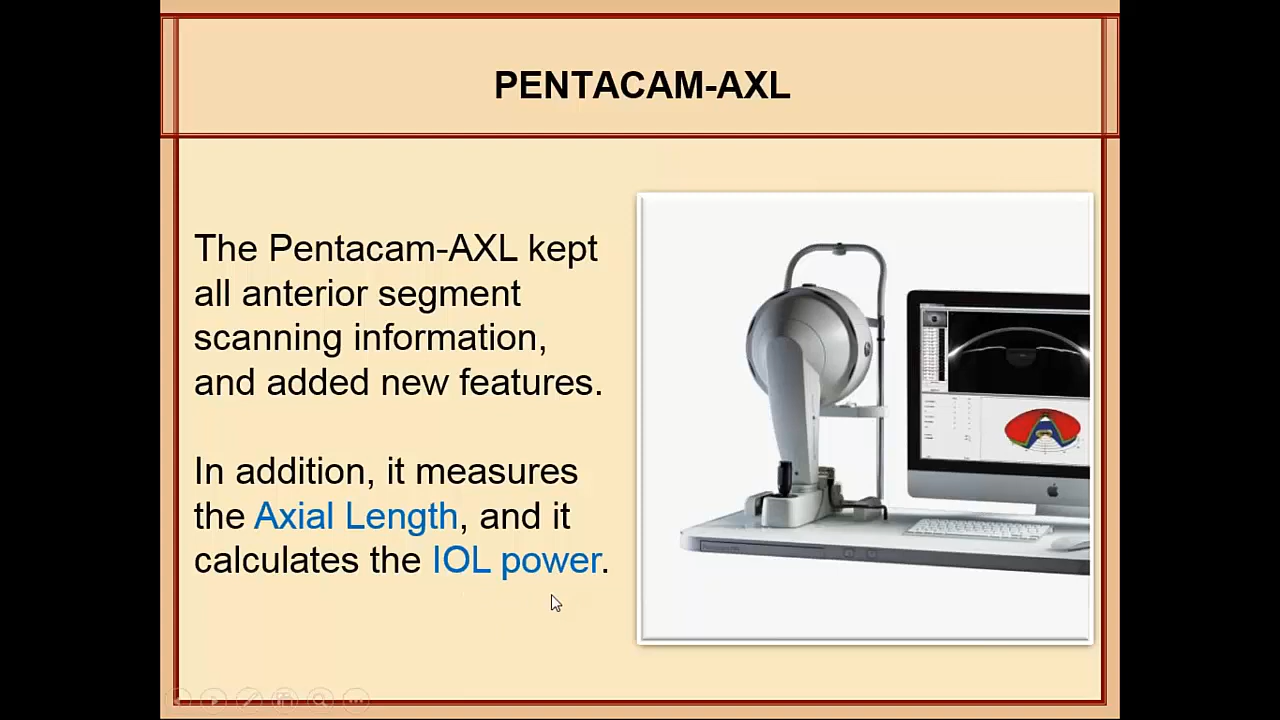 PENTACAM-AXL
The Pentacam-AXL kept
all anterior segment
scanning information,
and added new features.
In addition, it measures
the Axial Length, and it
calculates the IOL power.